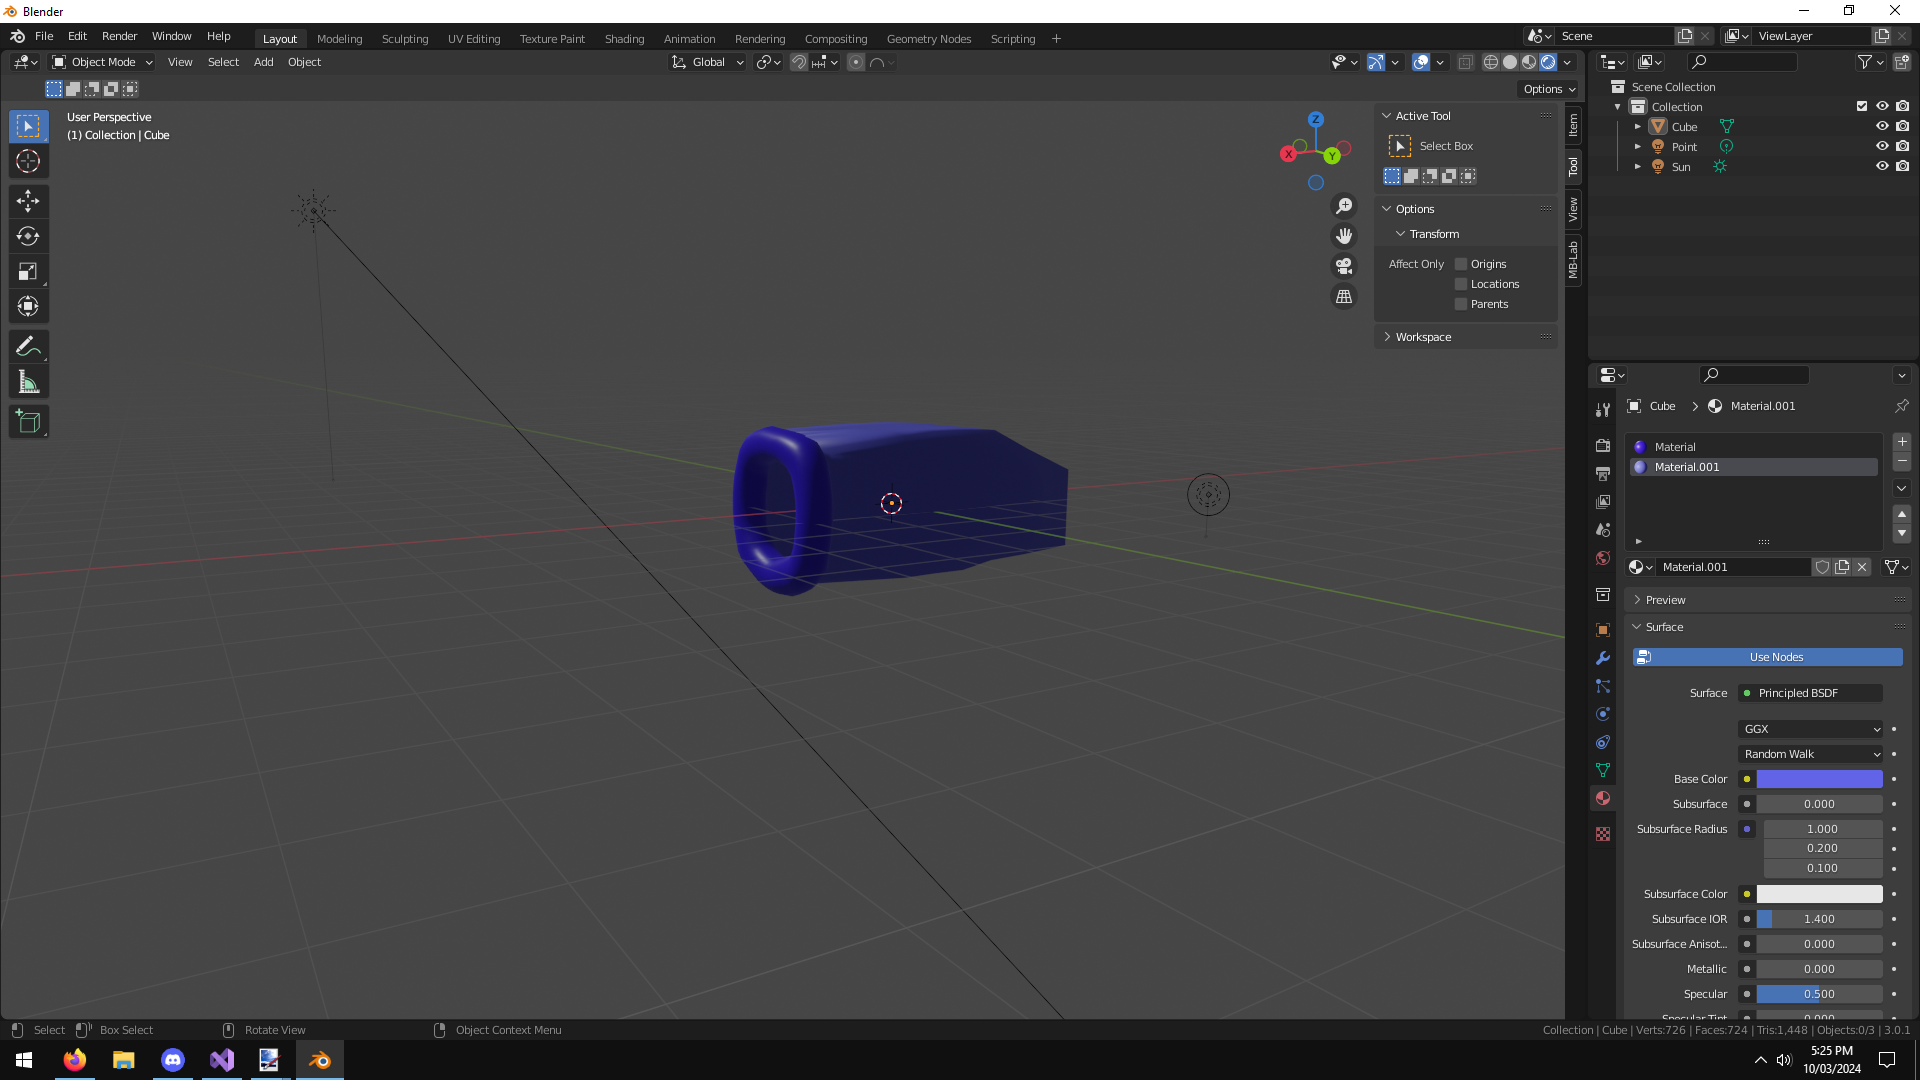 Blender
File Edit Render Window Help Layout Modeling Sculpting UV Editing Texture Paint Shading Animation Rendering Compositing Geometry Nodes Scripting + Scene ViewLayer
Object Mode View Select Add Object Global
Options
User Perspective
(1) Collection | Cube
Z
X
Y
Active Tool
Select Box
Options
Transform
Affect Only Origins
Locations
Parents
Workspace
Item
Tool
View
MB-Lab
Scene Collection
Collection
Cube
Point
Sun
Cube Material.001
Material
Material.001
Material.001
Preview
Surface
Use Nodes
Surface Principled BSDF
GGX
Random Walk
Base Color
Subsurface 0.000
Subsurface Radius 1.000
0.200
0.100
Subsurface Color
Subsurface IOR 1.400
Subsurface Anisot... 0.000
Metallic 0.000
Specular 0.500
Specular Tint 0.000
Select Box Select Rotate View Object Context Menu
Collection | Cube | Verts:726 | Faces:724 | Tris:1,448 | Objects:0/3 | 3.0.1
5:25 PM
10/03/2024